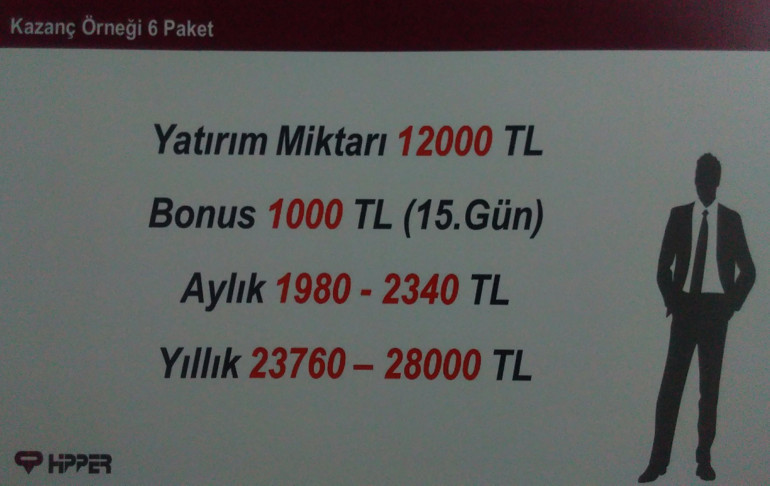 Kazanç Örneği 6 Paket
Yatırım Miktarı 12000 TL
Bonus 1000 TL (15.Gün)
Aylık 1980 - 2340 TL
Yıllık 23760 – 28000 TL
HIPPER